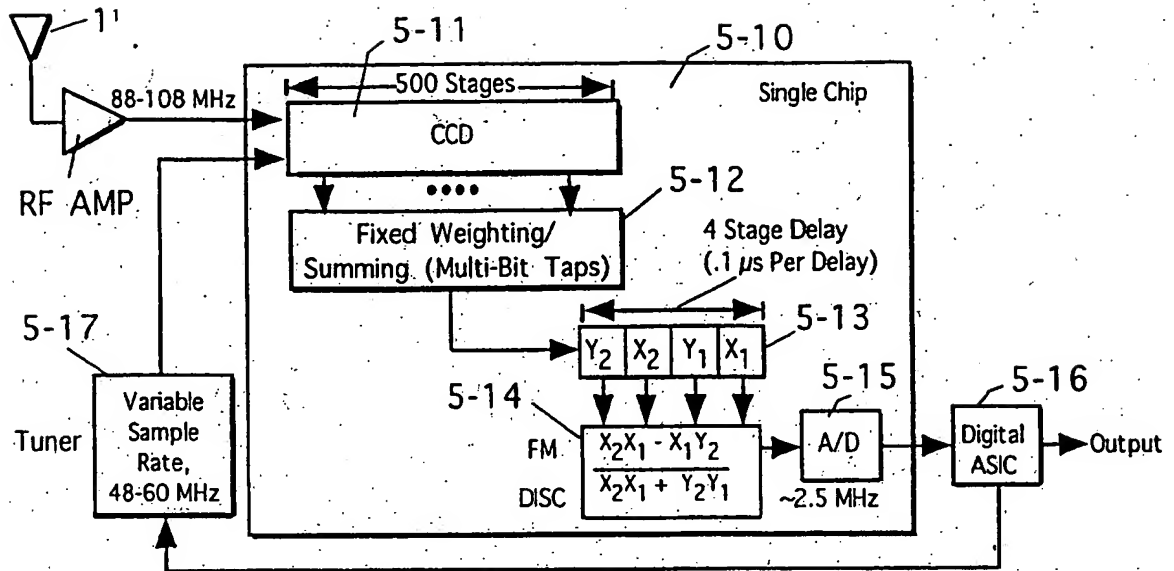 1'
5-11
5-10
500 Stages
Single Chip
88-108 MHz
CCD
RF AMP
5-12
Fixed Weighting/
Summing (Multi-Bit Taps)
4 Stage Delay
(.1 µs Per Delay)
5-17
5-13
Y2 X2 Y1 X1
5-14
5-15
5-16
Tuner
Variable
Sample
Rate,
48-60 MHz
FM
DISC
X2X1 - X1Y2
X2X1 + Y2Y1
A/D
~2.5 MHz
Digital
ASIC
Output